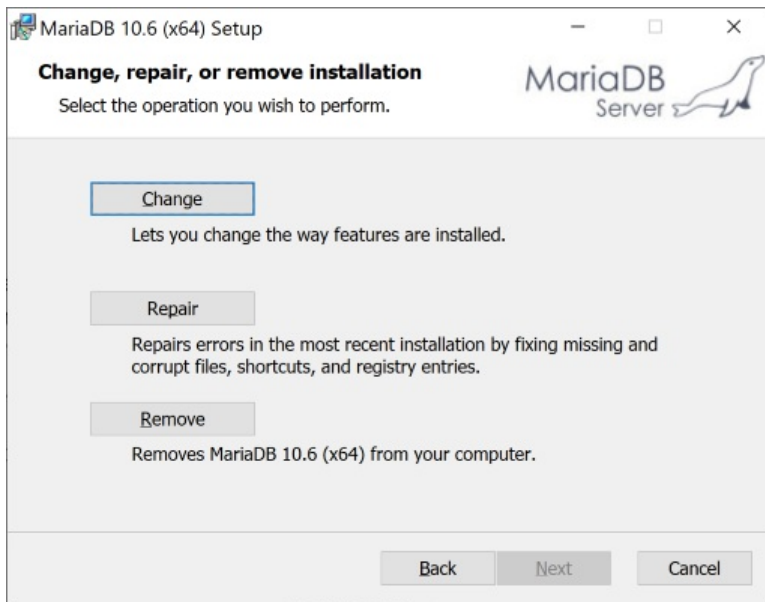 MariaDB 10.6 (x64) Setup
Change, repair, or remove installation
Select the operation you wish to perform.
MariaDB
Server
Change
Lets you change the way features are installed.
Repair
Repairs errors in the most recent installation by fixing missing and
corrupt files, shortcuts, and registry entries.
Remove
Removes MariaDB 10.6 (x64) from your computer.
Back
Next
Cancel